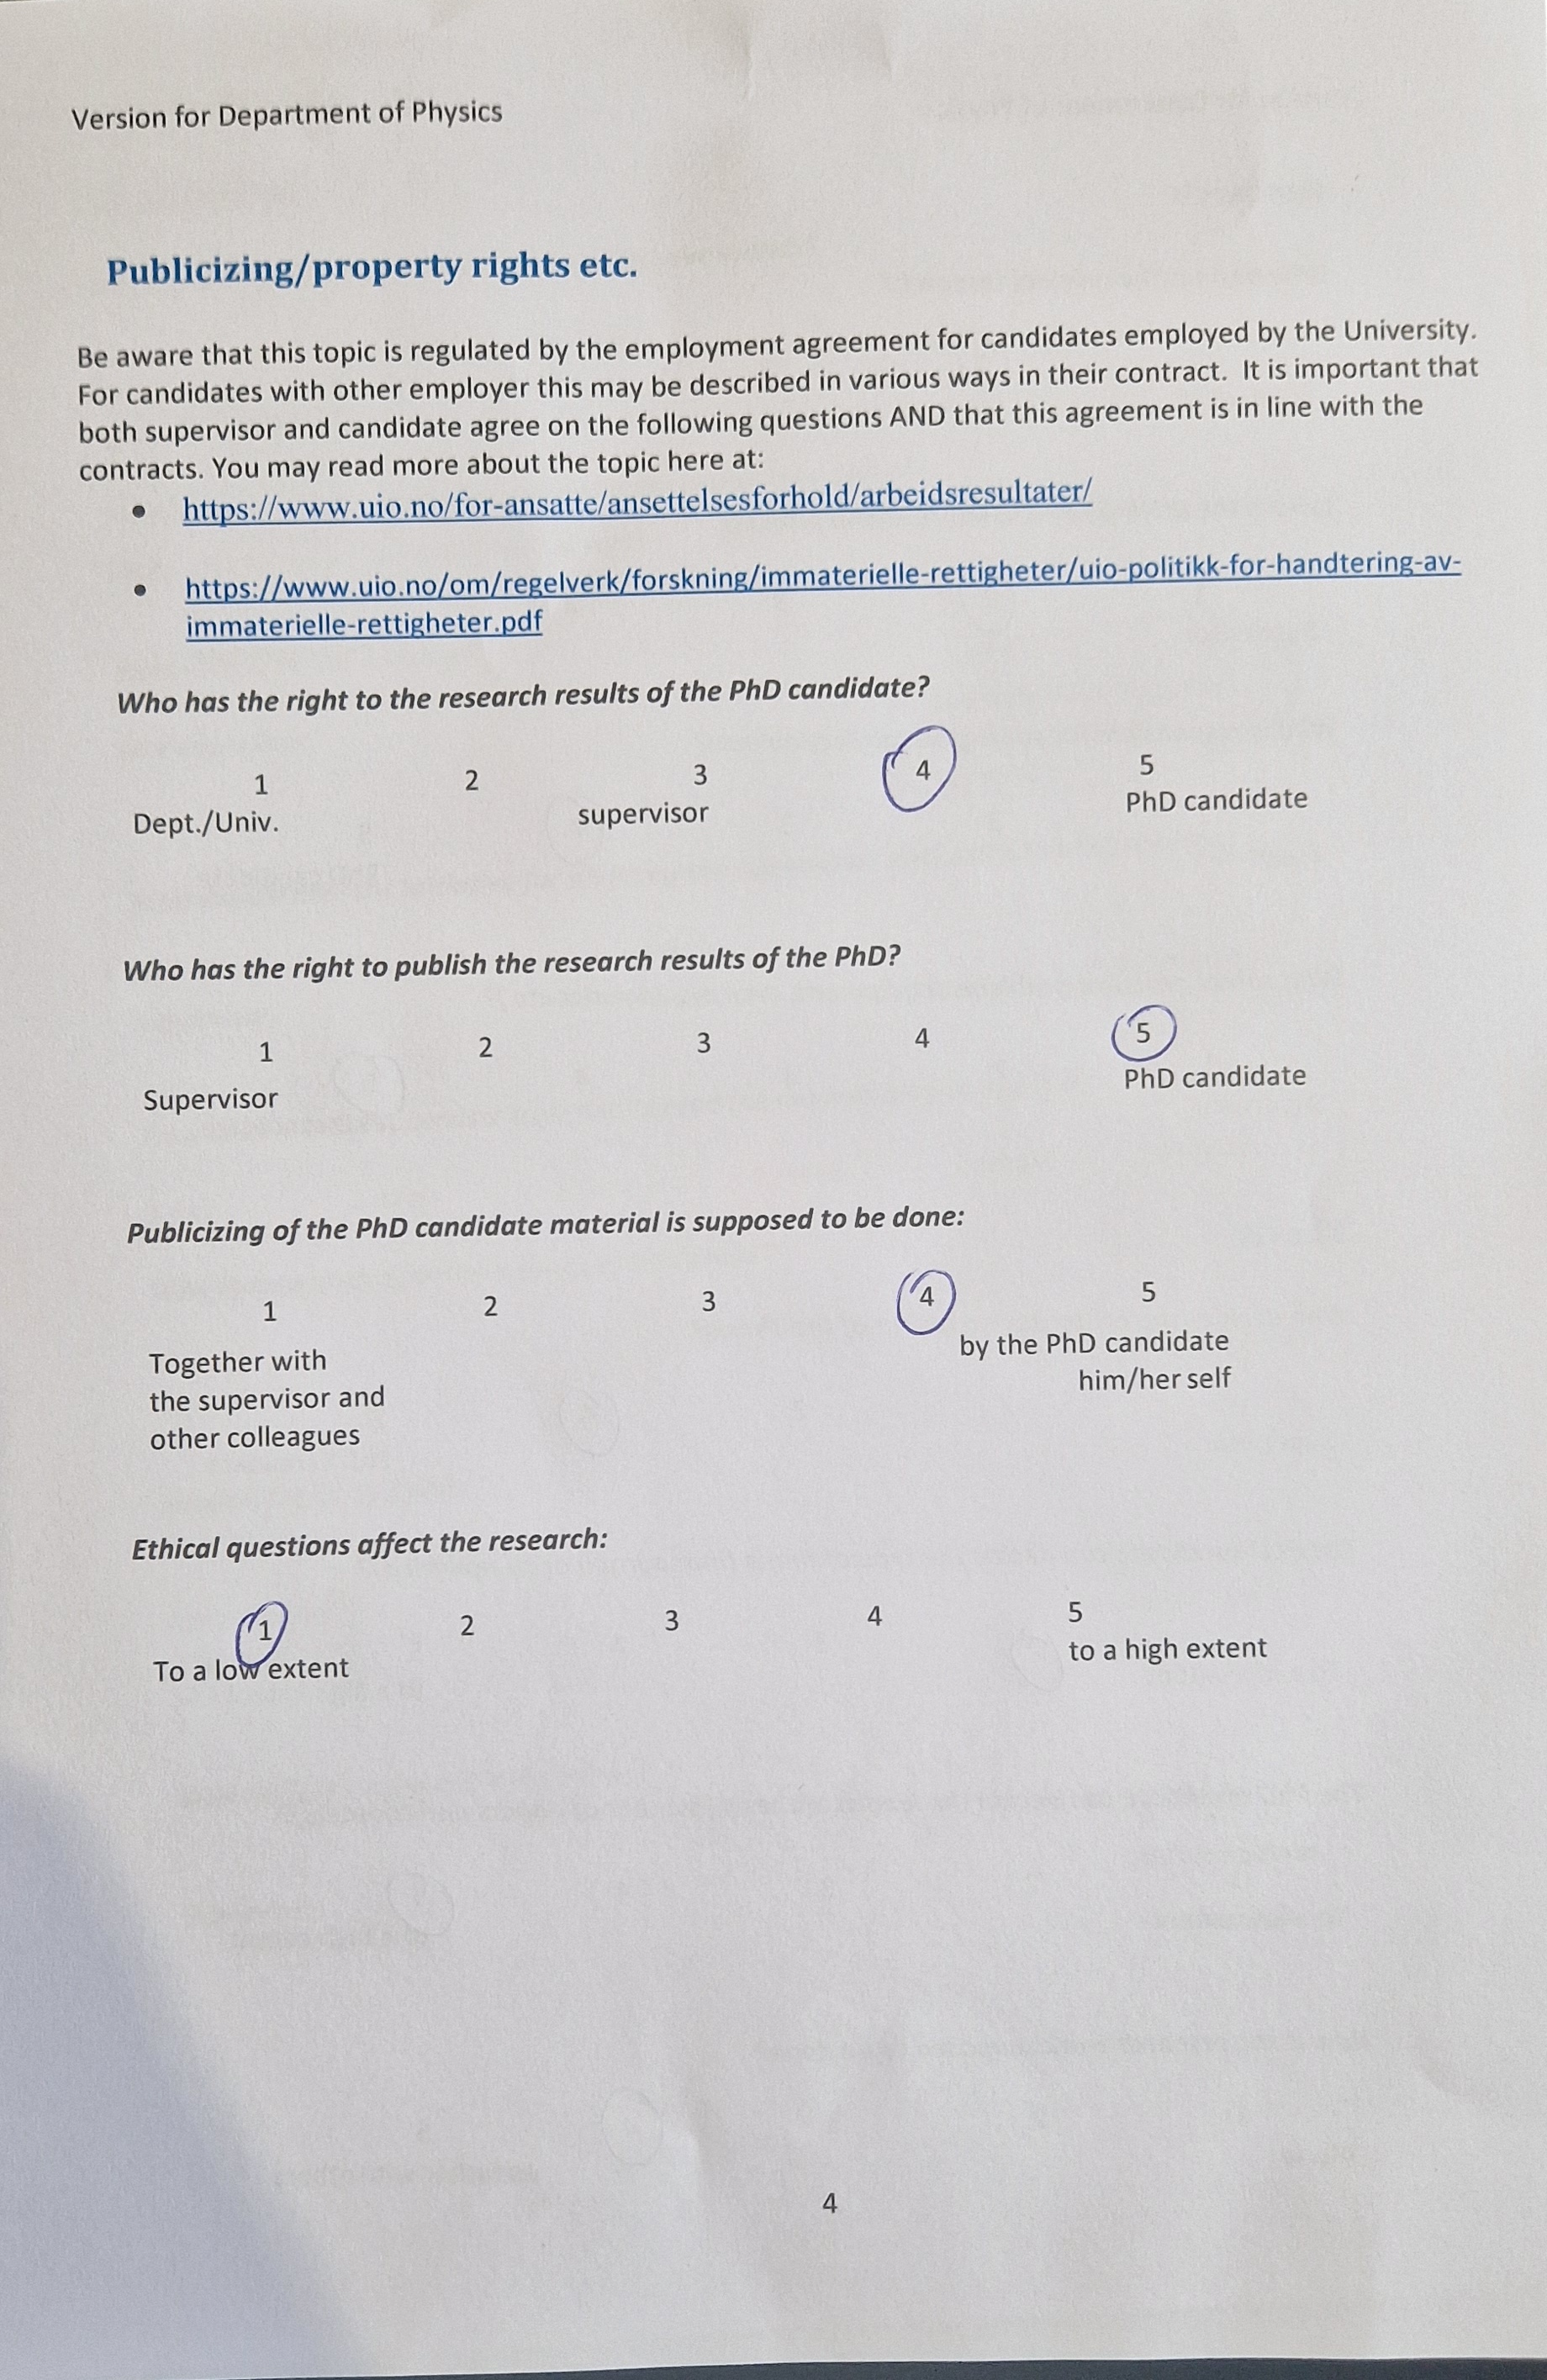 Version for Department of Physics
Publicizing/property rights etc.
Be aware that this topic is regulated by the employment agreement for candidates employed by the University.
For candidates with other employer this may be described in various ways in their contract.  It is important that
both supervisor and candidate agree on the following questions AND that this agreement is in line with the
contracts. You may read more about the topic here at:
• https://www.uio.no/for-ansatte/ansettelsesforhold/arbeidsresultater/
• https://www.uio.no/om/regelverk/forskning/immaterielle-rettigheter/uio-politikk-for-handtering-av-
immaterielle-rettigheter.pdf
Who has the right to the research results of the PhD candidate?
1 2 3 4 5
Dept./Univ. supervisor PhD candidate
Who has the right to publish the research results of the PhD?
1 2 3 4 5
Supervisor PhD candidate
Publicizing of the PhD candidate material is supposed to be done:
1 2 3 4 5
Together with by the PhD candidate
the supervisor and him/her self
other colleagues
Ethical questions affect the research:
1 2 3 4 5
To a low extent to a high extent
4